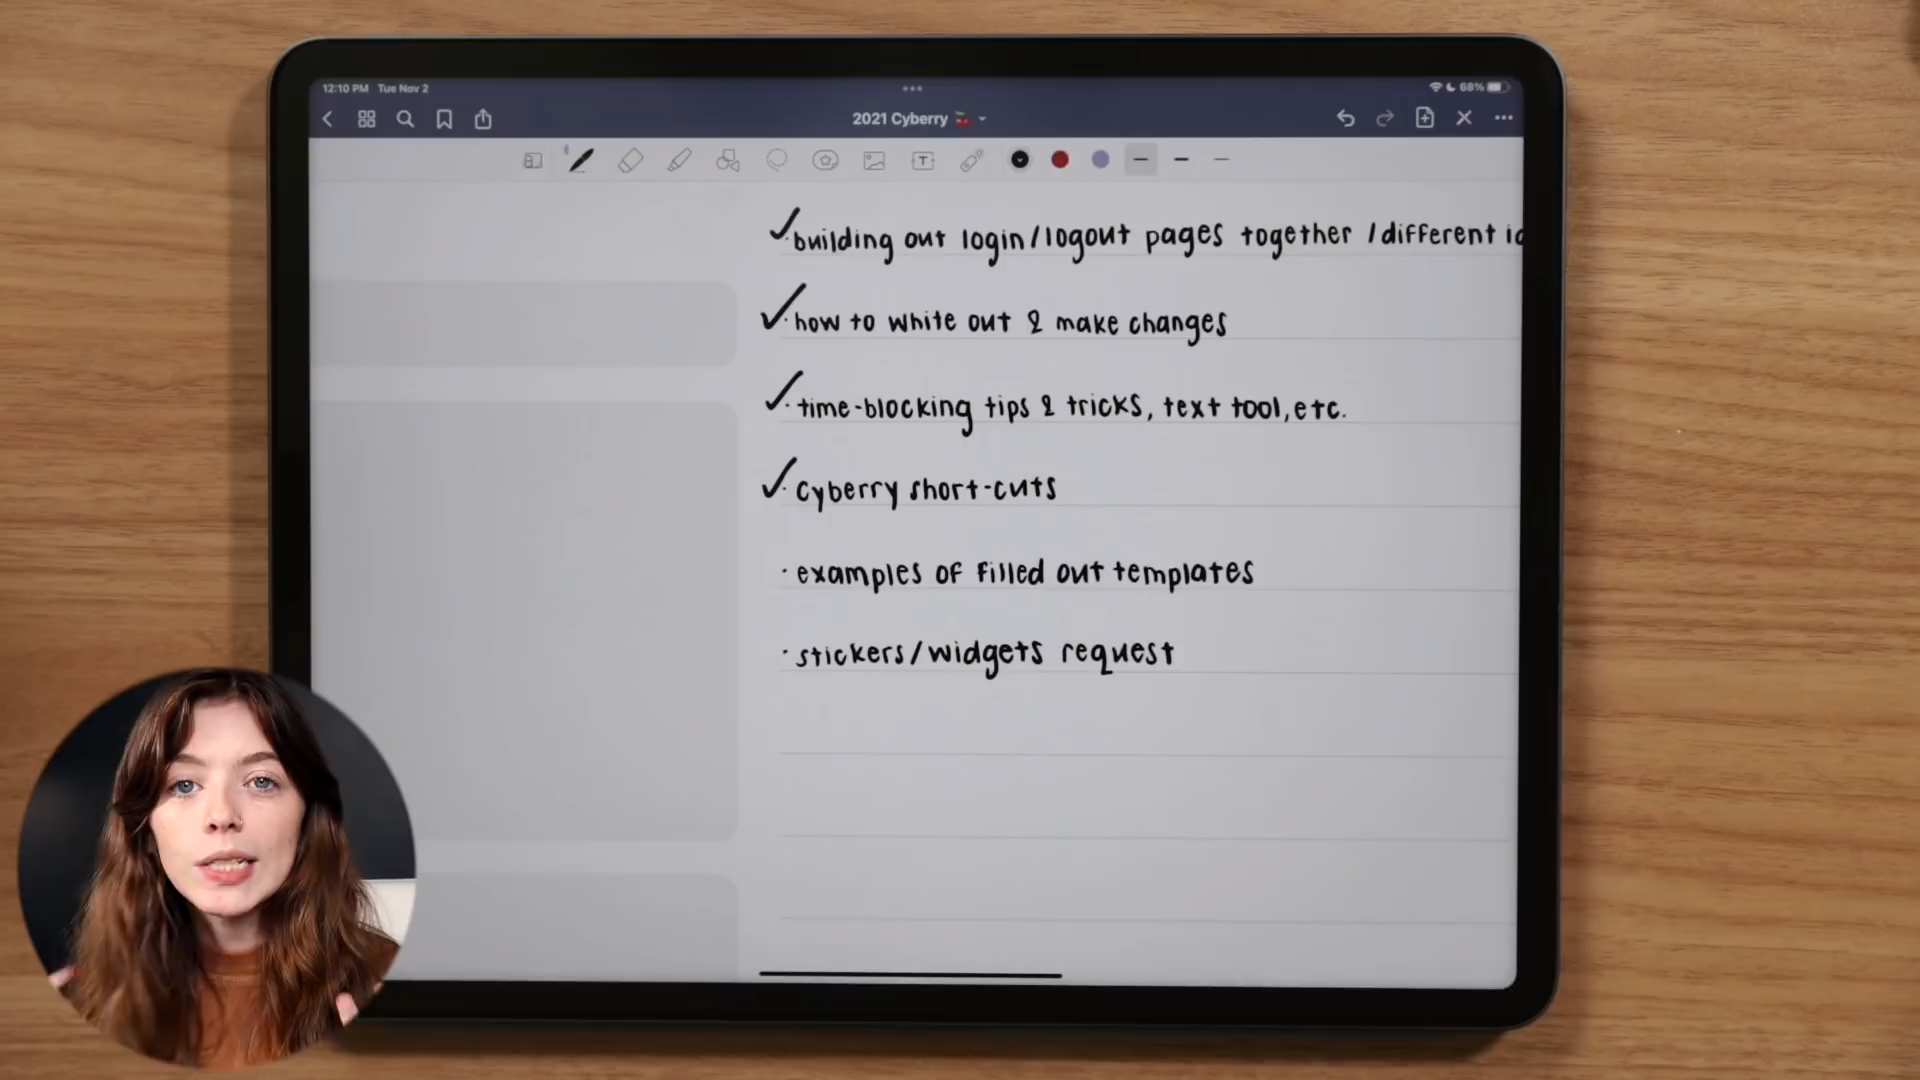 12:10 PM Tue Nov 2
68%
2021 Cyberry 🍒
T
building out login/logout pages together /different
how to white out & make changes
time-blocking tips & tricks, text tool, etc.
Cyberry short-cuts
examples of filled out templates
stickers/widgets request